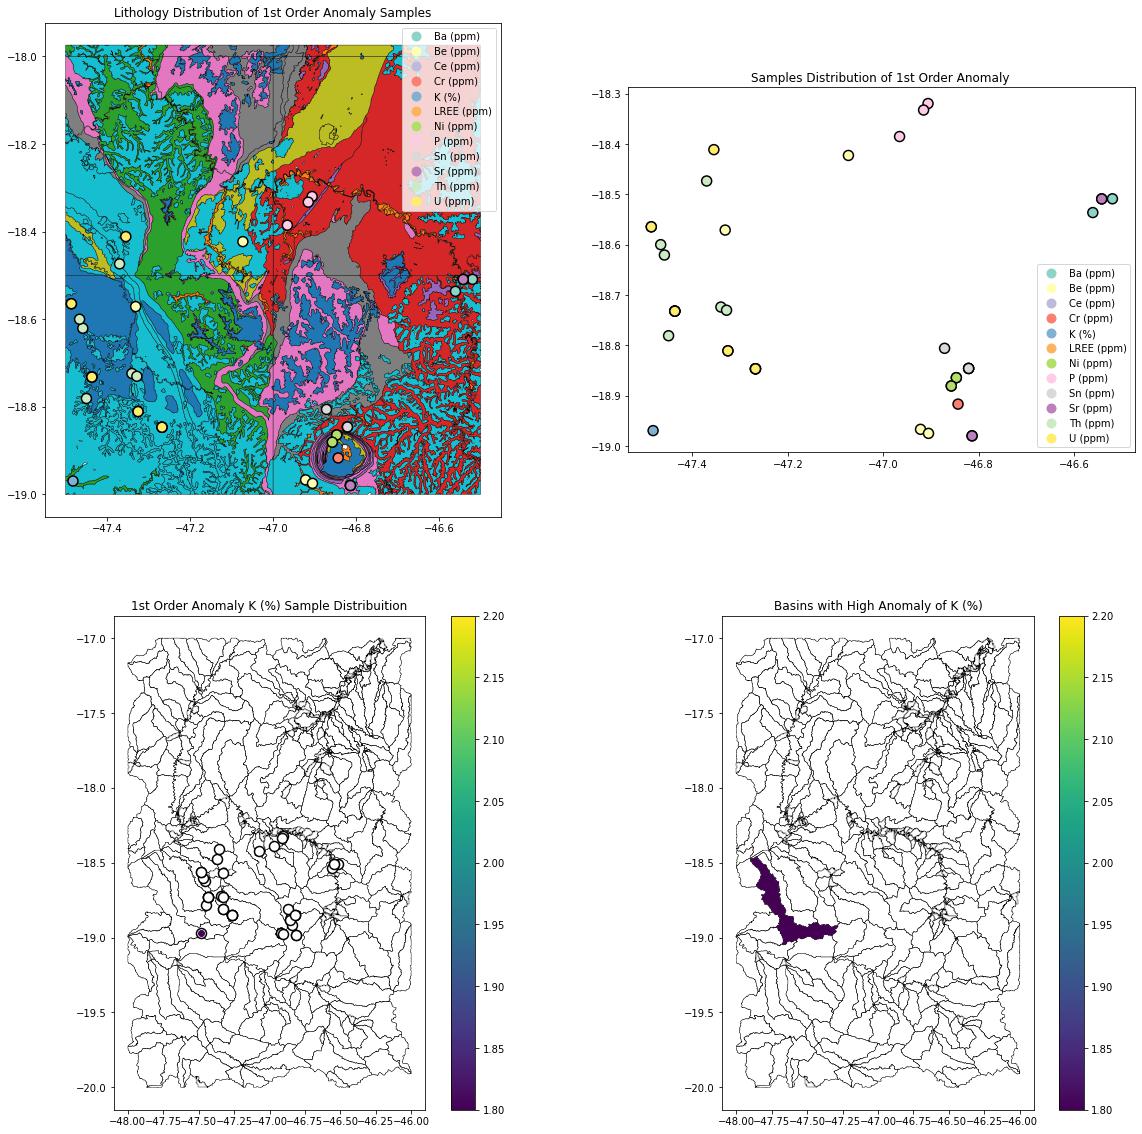 Lithology Distribution of 1st Order Anomaly Samples
−18.0
−18.2
−18.4
−18.6
−18.8
−19.0
−47.4
−47.2
−47.0
−46.8
−46.6
Ba (ppm)
Be (ppm)
Ce (ppm)
Cr (ppm)
K (%)
LREE (ppm)
Ni (ppm)
P (ppm)
Sn (ppm)
Sr (ppm)
Th (ppm)
U (ppm)
Samples Distribution of 1st Order Anomaly
−18.3
−18.4
−18.5
−18.6
−18.7
−18.8
−18.9
−19.0
−47.4
−47.2
−47.0
−46.8
−46.6
Ba (ppm)
Be (ppm)
Ce (ppm)
Cr (ppm)
K (%)
LREE (ppm)
Ni (ppm)
P (ppm)
Sn (ppm)
Sr (ppm)
Th (ppm)
U (ppm)
1st Order Anomaly K (%) Sample Distribuition
−17.0
−17.5
−18.0
−18.5
−19.0
−19.5
−20.0
−48.00−47.75−47.50−47.25−47.00−46.75−46.50−46.25−46.00
2.20
2.15
2.10
2.05
2.00
1.95
1.90
1.85
1.80
Basins with High Anomaly of K (%)
−17.0
−17.5
−18.0
−18.5
−19.0
−19.5
−20.0
−48.00−47.75−47.50−47.25−47.00−46.75−46.50−46.25−46.00
2.20
2.15
2.10
2.05
2.00
1.95
1.90
1.85
1.80